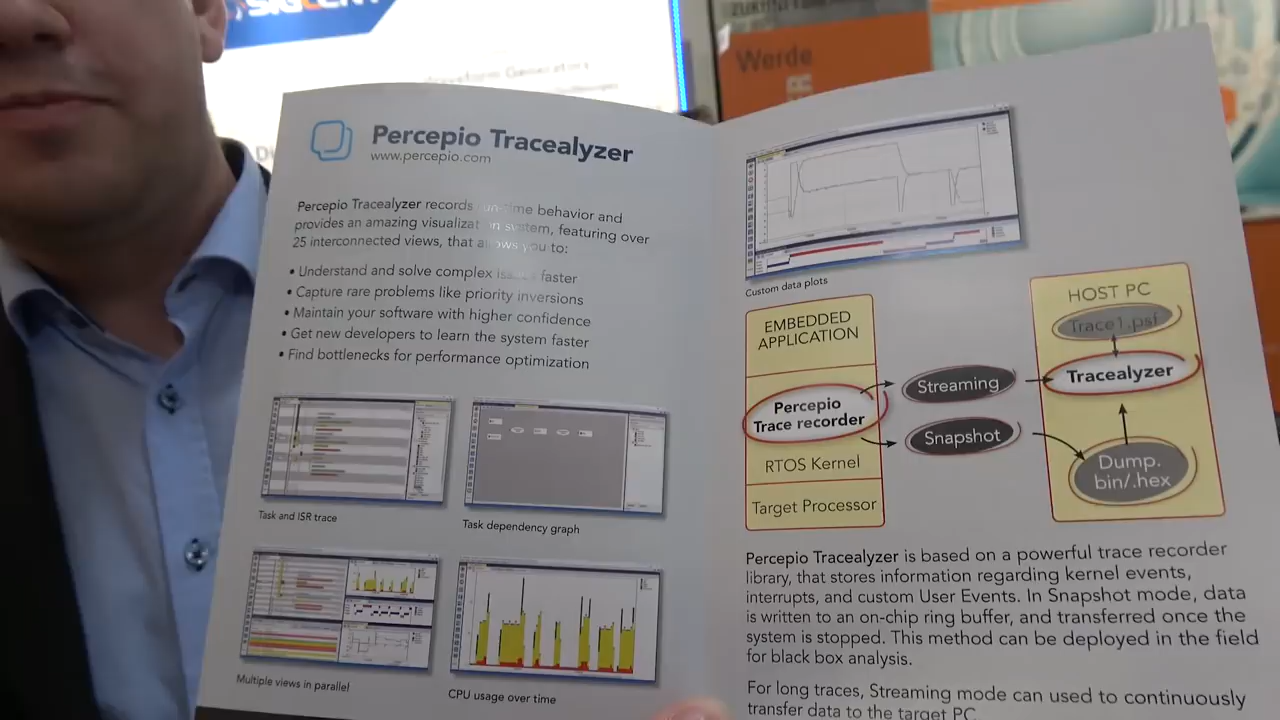 SIGLENT
Werde
Percepio Tracealyzer
www.percepio.com
Percepio Tracealyzer records run-time behavior and
provides an amazing visualization system, featuring over
25 interconnected views, that allows you to:
• Understand and solve complex issues faster
• Capture rare problems like priority inversions
• Maintain your software with higher confidence
• Get new developers to learn the system faster
• Find bottlenecks for performance optimization
Task and ISR trace
Task dependency graph
Multiple views in parallel
CPU usage over time
Custom data plots
EMBEDDED
APPLICATION
Percepio
Trace recorder
RTOS Kernel
Target Processor
Streaming
Snapshot
HOST PC
Trace1.psf
Tracealyzer
Dump.
bin/.hex
Percepio Tracealyzer is based on a powerful trace recorder
library, that stores information regarding kernel events,
interrupts, and custom User Events. In Snapshot mode, data
is written to an on-chip ring buffer, and transferred once the
system is stopped. This method can be deployed in the field
for black box analysis.
For long traces, Streaming mode can used to continuously
transfer data to the target PC.